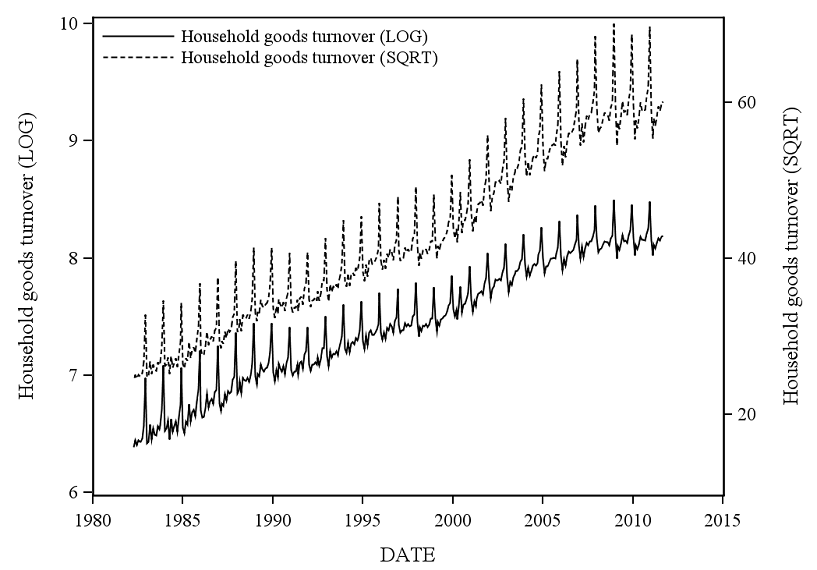 Household goods turnover (LOG)
Household goods turnover (SQRT)
10
9
8
7
6
60
40
20
Household goods turnover (LOG)
Household goods turnover (SQRT)
1980 1985 1990 1995 2000 2005 2010 2015
DATE